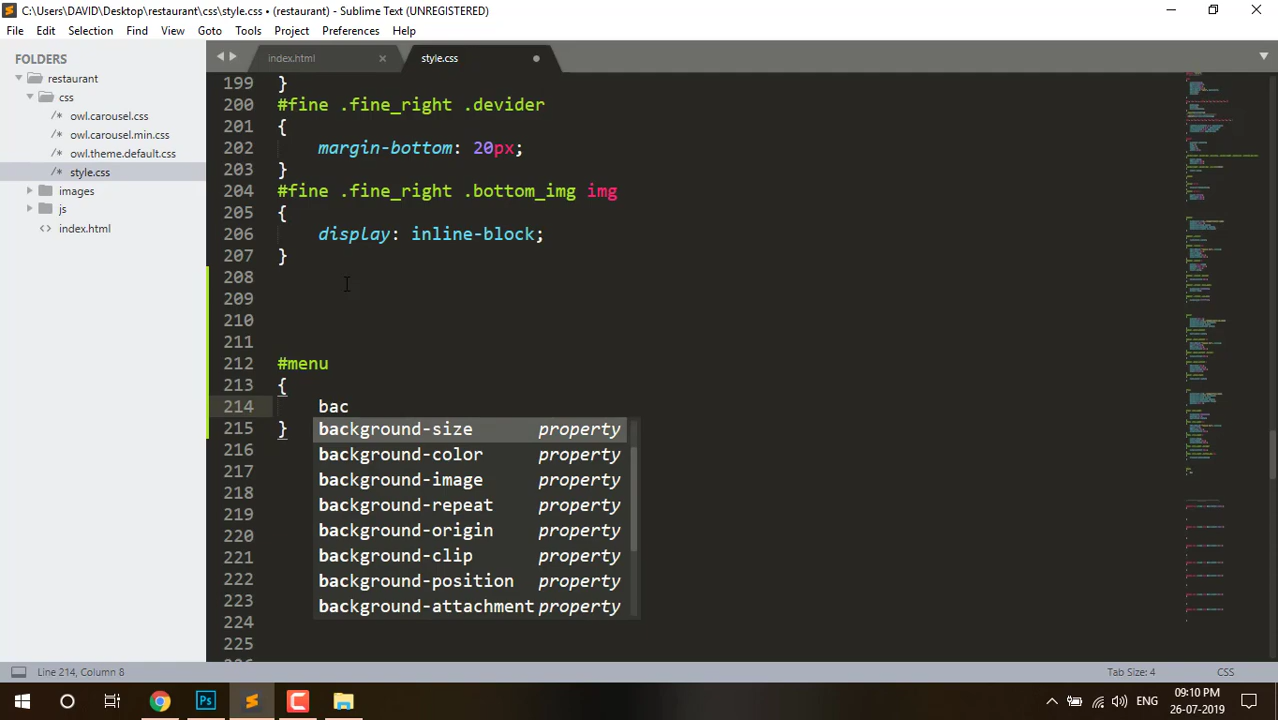 C:\Users\DAVID\Desktop\restaurant\css\style.css • (restaurant) - Sublime Text (UNREGISTERED)
File Edit Selection Find View Goto Tools Project Preferences Help
FOLDERS
restaurant
css
/* owl.carousel.css
/* owl.carousel.min.css
/* owl.theme.default.css
/* style.css
images
js
<> index.html
index.html ×
style.css
199 }
200 #fine .fine_right .devider
201 {
202 margin-bottom: 20px;
203 }
204 #fine .fine_right .bottom_img img
205 {
206 display: inline-block;
207 }
208
209
210
211
212 #menu
213 {
214 bac
215 }
216
217
218
219
220
221
222
223
224
225
background-size property
background-color property
background-image property
background-repeat property
background-origin property
background-clip property
background-position property
background-attachment property
Line 214, Column 8
Tab Size: 4
CSS
Ps
ENG
09:10 PM
26-07-2019